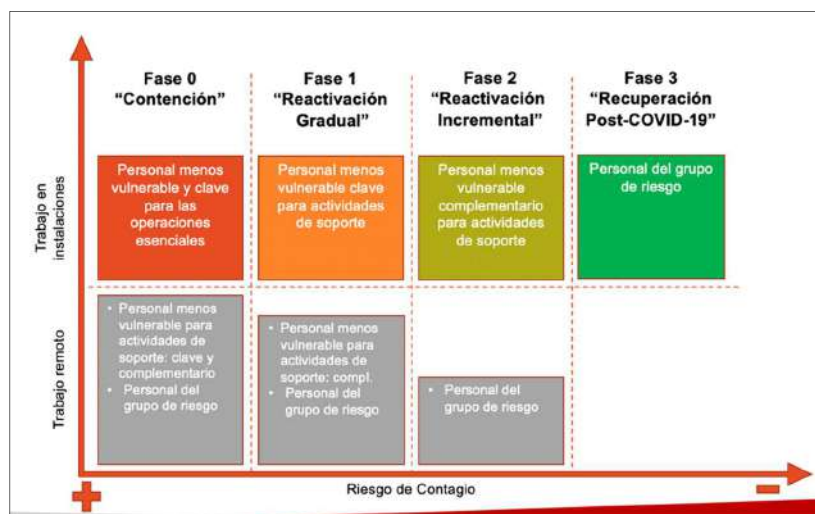 Fase 0
“Contención”
Fase 1
“Reactivación
Gradual”
Fase 2
“Reactivación
Incremental”
Fase 3
“Recuperación
Post-COVID-19”
Trabajo en
instalaciones
Personal menos
vulnerable y clave
para las
operaciones
esenciales
Personal menos
vulnerable clave
para actividades
de soporte
Personal menos
vulnerable
complementario
para actividades
de soporte
Personal del grupo
de riesgo
Trabajo remoto
• Personal menos
vulnerable para
actividades de
soporte: clave y
complementario
• Personal del
grupo de riesgo
• Personal menos
vulnerable para
actividades de
soporte: compl.
• Personal del
grupo de riesgo
• Personal del
grupo de riesgo
Riesgo de Contagio